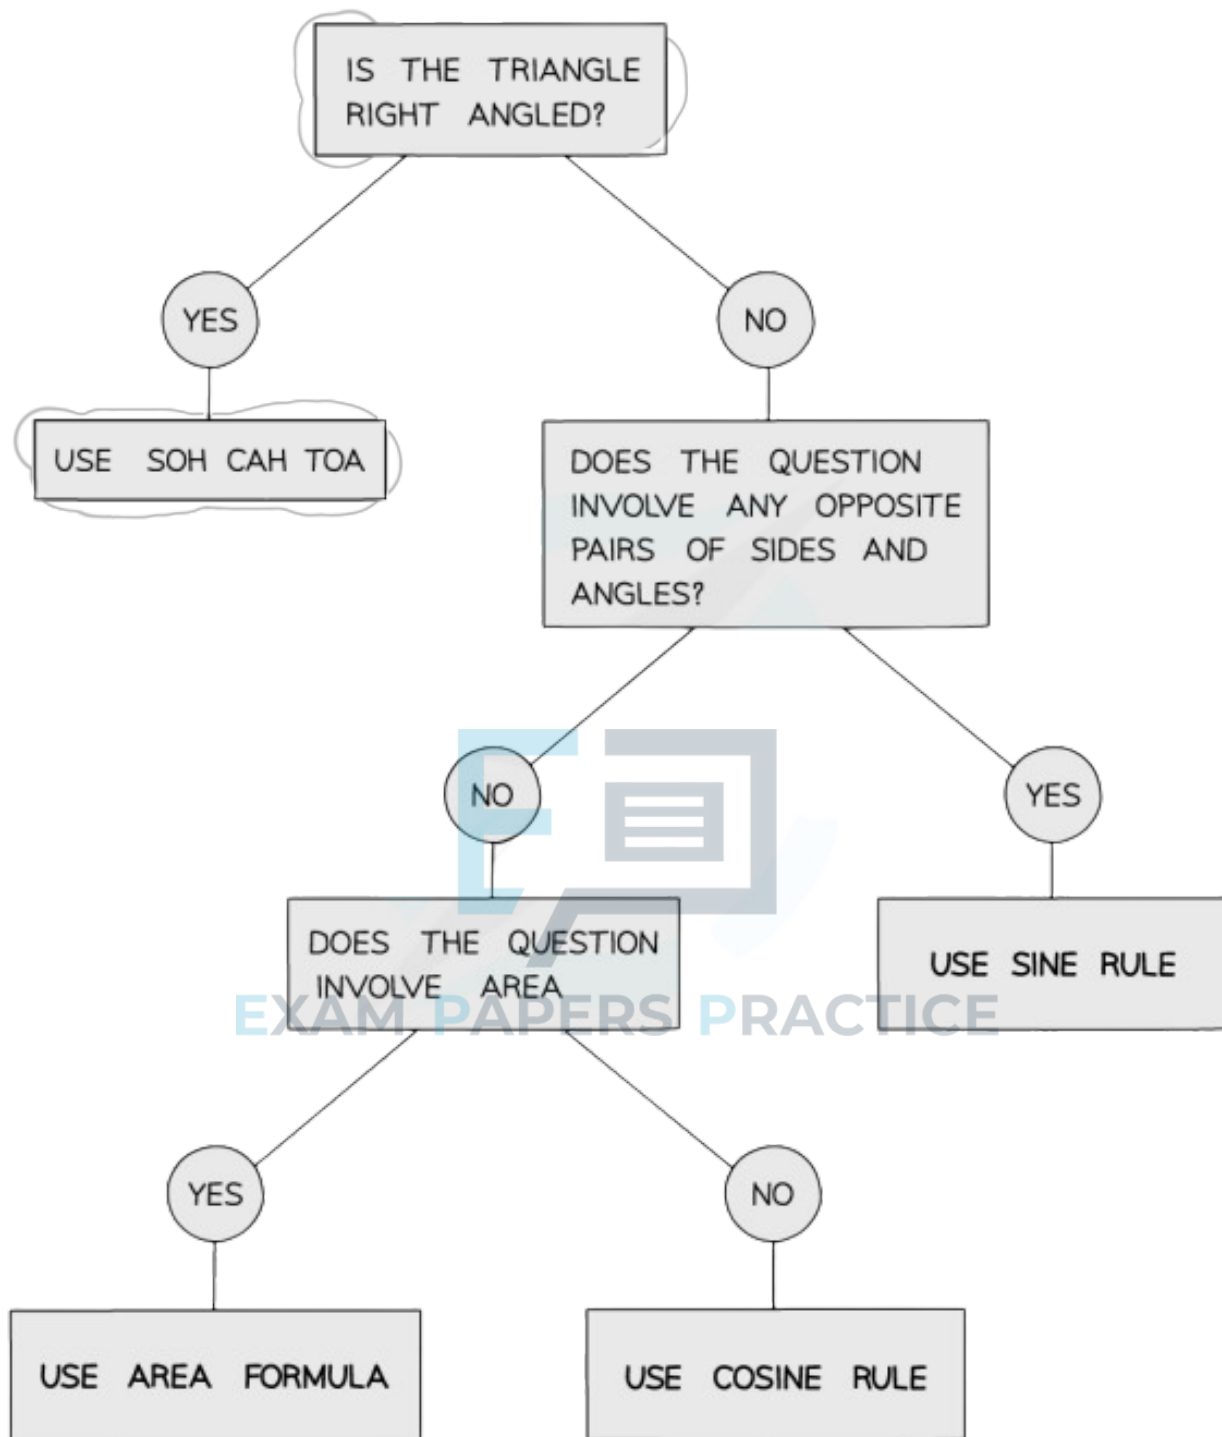 IS THE TRIANGLE
RIGHT ANGLED?
YES
NO
USE SOH CAH TOA
DOES THE QUESTION
INVOLVE ANY OPPOSITE
PAIRS OF SIDES AND
ANGLES?
NO
YES
DOES THE QUESTION
INVOLVE AREA
USE SINE RULE
EXAM PAPERS PRACTICE
YES
NO
USE AREA FORMULA
USE COSINE RULE